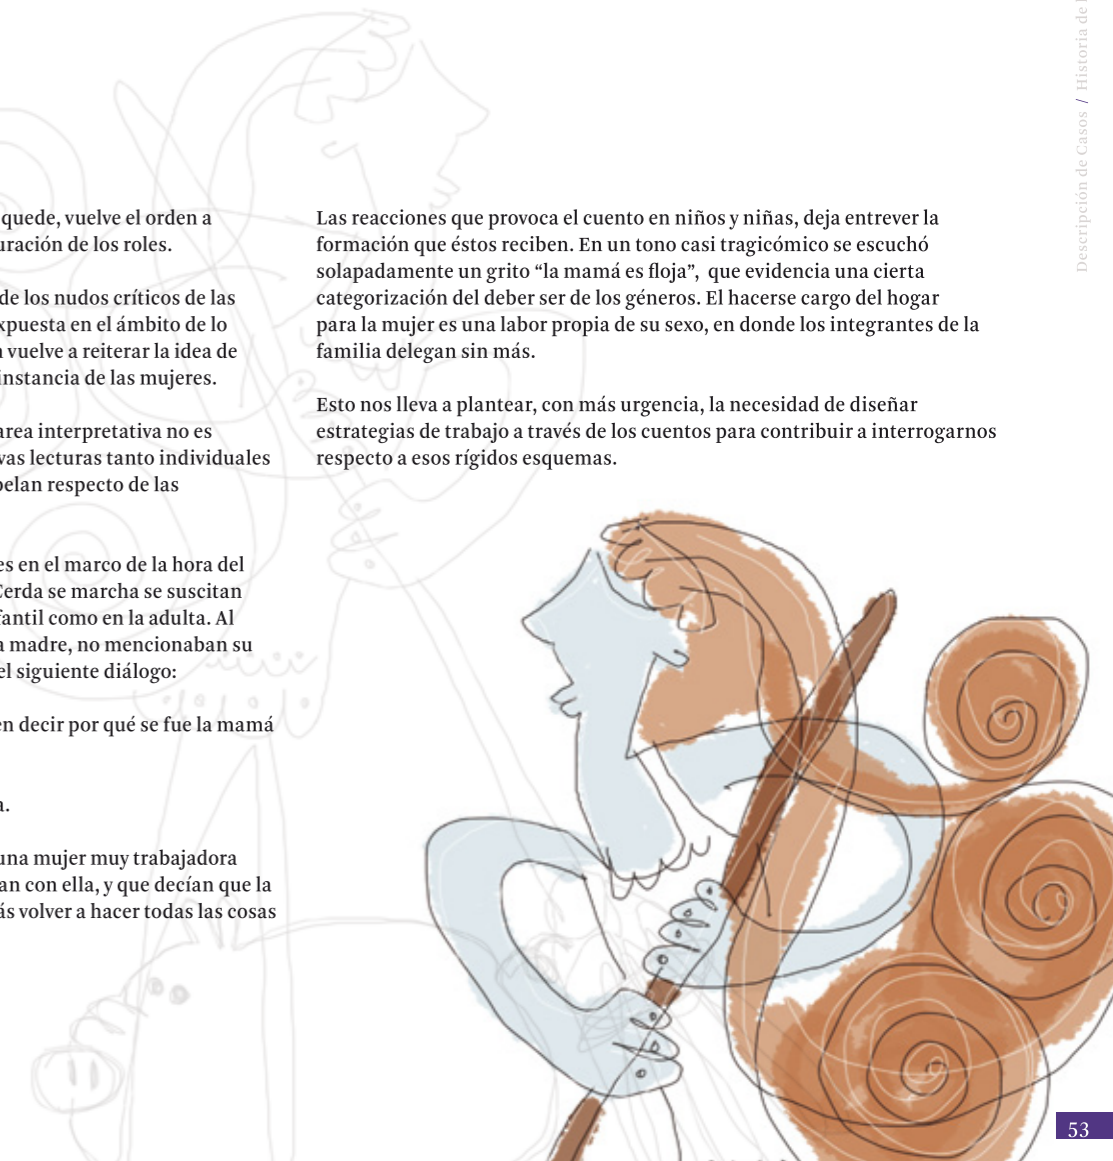 quede, vuelve el orden a
uración de los roles.
de los nudos críticos de las
xpuesta en el ámbito de lo
vuelve a reiterar la idea de
instancia de las mujeres.
area interpretativa no es
vas lecturas tanto individuales
pelan respecto de las
es en el marco de la hora del
Cerda se marcha se suscitan
fantil como en la adulta. Al
a madre, no mencionaban su
el siguiente diálogo:
en decir por qué se fue la mamá
a.
una mujer muy trabajadora
an con ella, y que decían que la
ás volver a hacer todas las cosas
Las reacciones que provoca el cuento en niños y niñas, deja entrever la
formación que éstos reciben. En un tono casi tragicómico se escuchó
solapadamente un grito “la mamá es floja”,  que evidencia una cierta
categorización del deber ser de los géneros. El hacerse cargo del hogar
para la mujer es una labor propia de su sexo, en donde los integrantes de la
familia delegan sin más.
Esto nos lleva a plantear, con más urgencia, la necesidad de diseñar
estrategias de trabajo a través de los cuentos para contribuir a interrogarnos
respecto a esos rígidos esquemas.
Descripción de Casos / Historia de
53